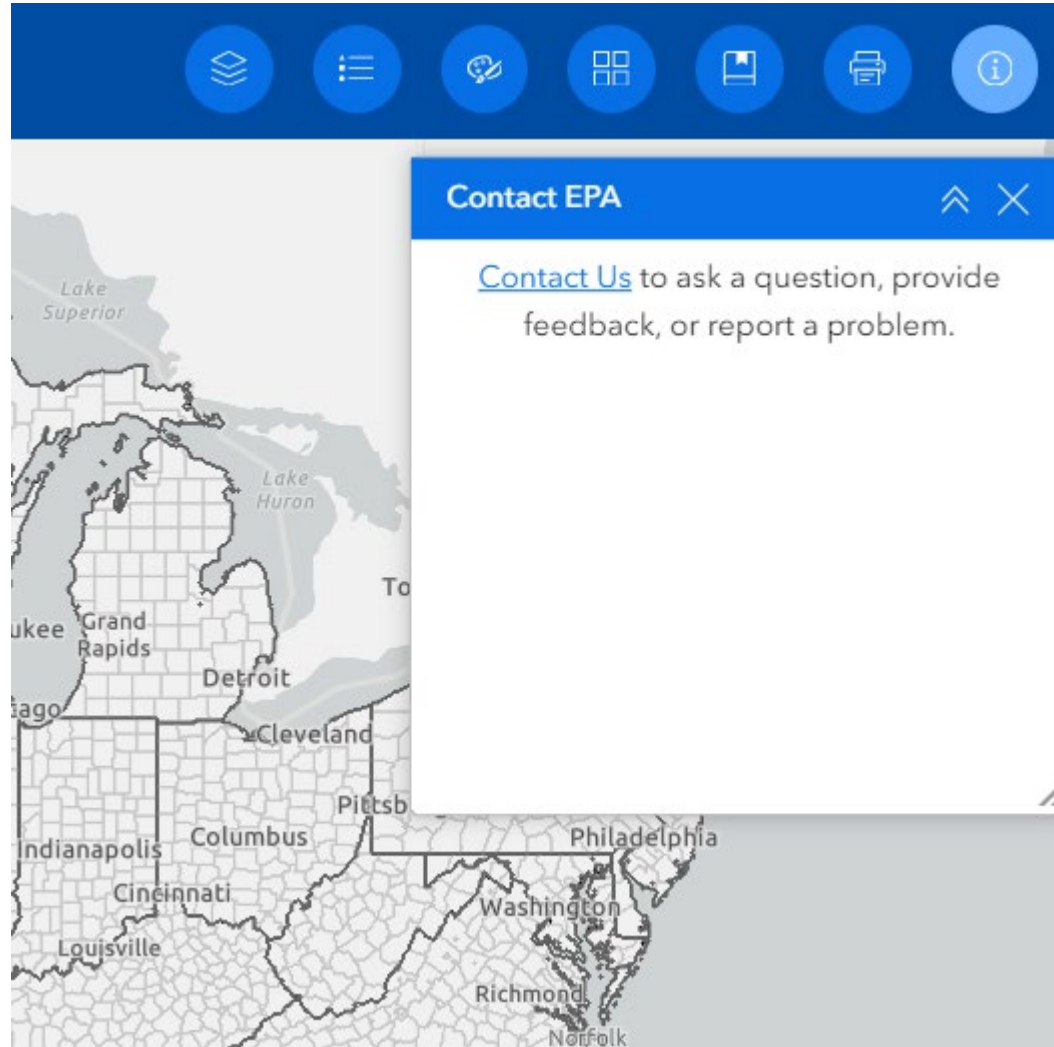 Contact EPA
Contact Us to ask a question, provide
feedback, or report a problem.
Lake
Superior
Lake
Huron
To
ukee
Grand
Rapids
Detroit
ago
Cleveland
Pittsb
Philadelphia
Indianapolis
Columbus
Cincinnati
Washington
Louisville
Richmond
Norfolk